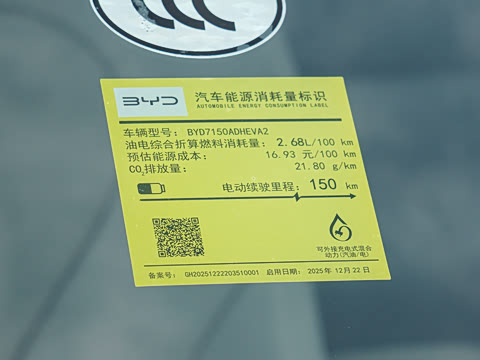 CCC
BYD 汽车能源消耗量标识
AUTOMOBILE ENERGY CONSUMPTION LABEL
车辆型号: BYD7150ADHEVA2
油电综合折算燃料消耗量: 2.68L/100 km
预估能源成本: 16.93 元/100 km
CO₂排放量: 21.80 g/km
电动续驶里程: 150 km
可外接充电式混合
动力(汽油/电)
备案号: GH20251222203510001 启用日期: 2025年12月22日